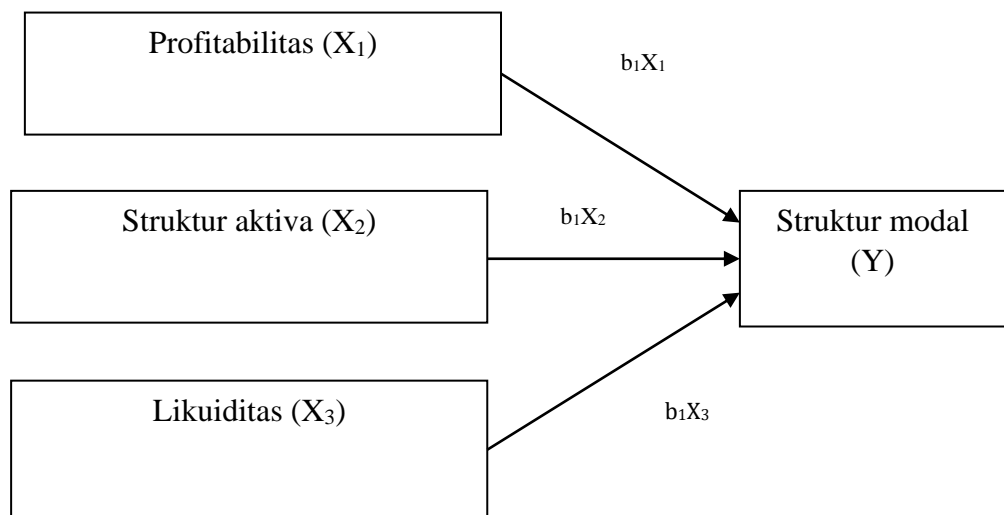 Profitabilitas (X₁)
b₁X₁
Struktur aktiva (X₂)
b₁X₂
Struktur modal
(Y)
Likuiditas (X₃)
b₁X₃